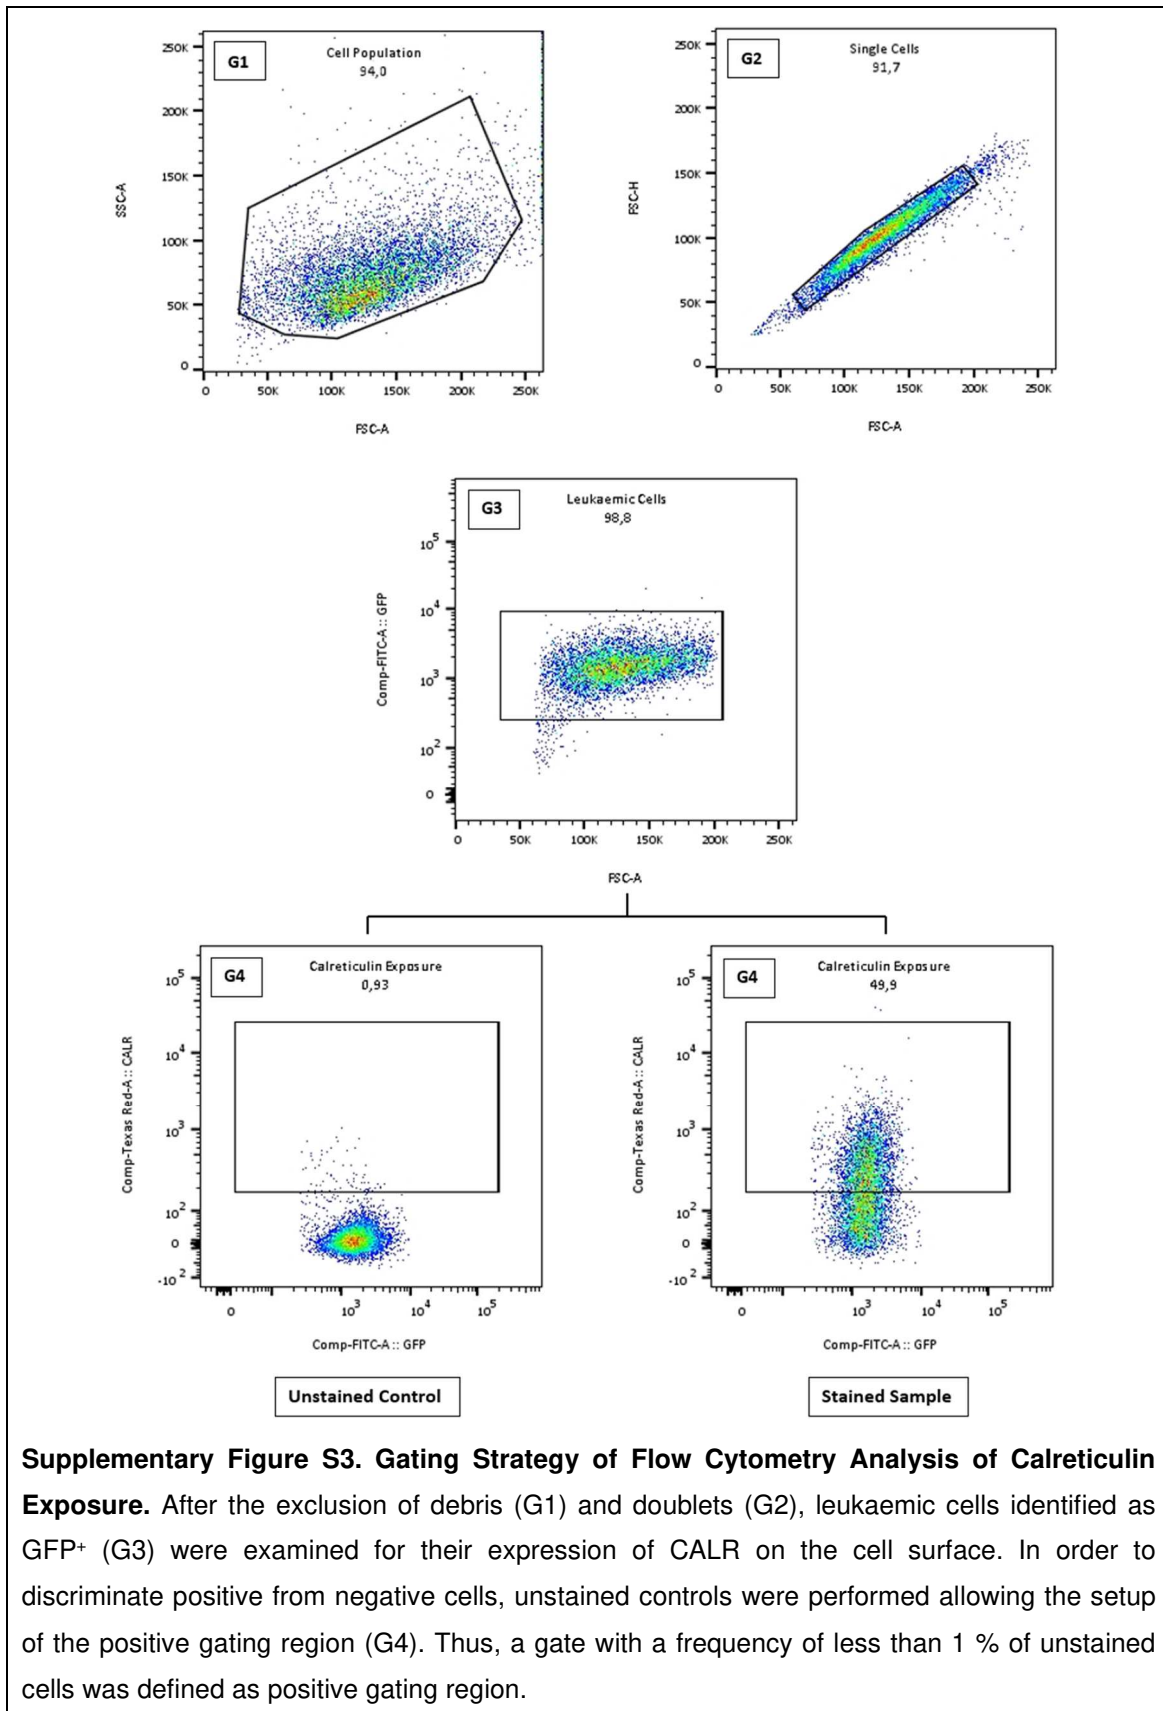 G1
Cell Population
94,0
250K
200K
150K
100K
50K
0
SSC-A
0 50K 100K 150K 200K 250K
FSC-A
G2
Single Cells
91,7
250K
200K
150K
100K
50K
0
FSC-H
0 50K 100K 150K 200K 250K
FSC-A
G3
Leukaemic Cells
98,8
10^5
10^4
10^3
10^2
0
Comp-FITC-A :: GFP
0 50K 100K 150K 200K 250K
FSC-A
G4
Calreticulin Exposure
0,93
10^5
10^4
10^3
10^2
0
-10^2
Comp-Texas Red-A :: CALR
0 10^3 10^4 10^5
Comp-FITC-A :: GFP
Unstained Control
G4
Calreticulin Exposure
49,9
10^5
10^4
10^3
10^2
0
-10^2
Comp-Texas Red-A :: CALR
0 10^3 10^4 10^5
Comp-FITC-A :: GFP
Stained Sample
Supplementary Figure S3. Gating Strategy of Flow Cytometry Analysis of Calreticulin
Exposure. After the exclusion of debris (G1) and doublets (G2), leukaemic cells identified as
GFP⁺ (G3) were examined for their expression of CALR on the cell surface. In order to
discriminate positive from negative cells, unstained controls were performed allowing the setup
of the positive gating region (G4). Thus, a gate with a frequency of less than 1 % of unstained
cells was defined as positive gating region.